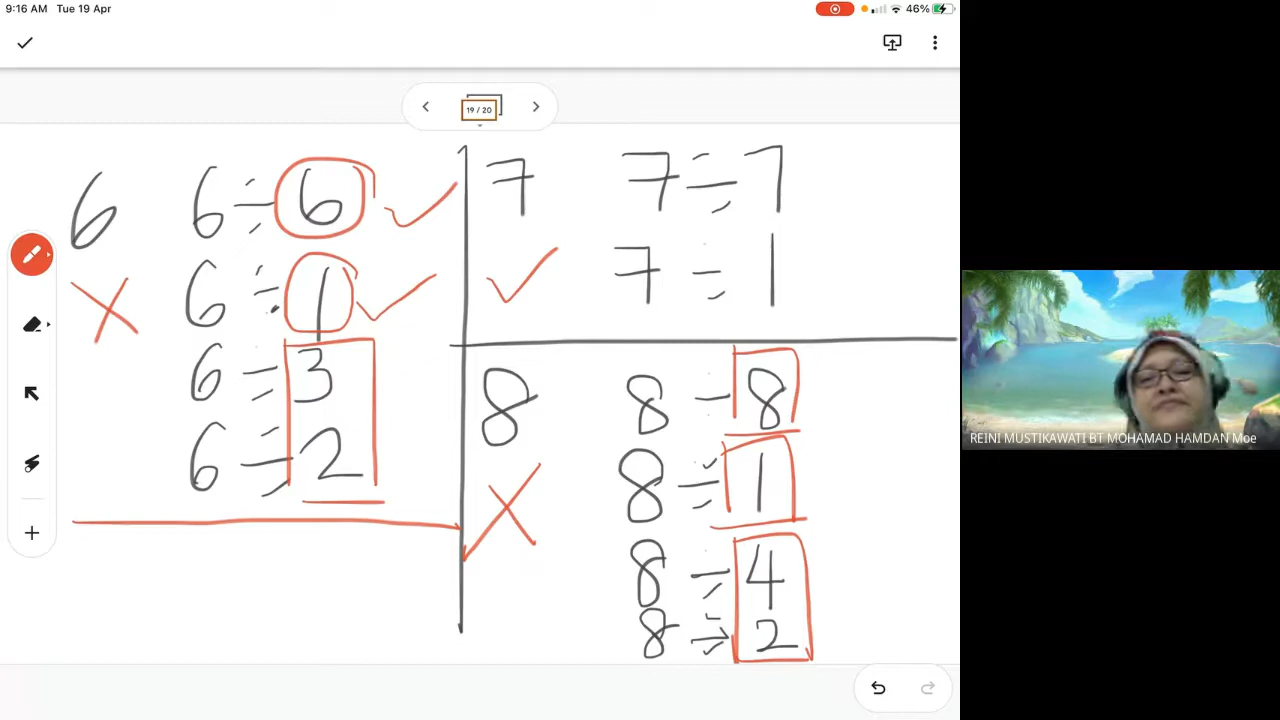 9:16 AM Tue 19 Apr
46%
19 / 20
6 6 ÷ 6 ✓
X 6 ÷ 1 ✓
6 ÷ 3
6 ÷ 2
7 7 ÷ 7
✓ 7 ÷ 1
8 8 ÷ 8
X 8 ÷ 1
8 ÷ 4
8 ÷ 2
REINI MUSTIKAWATI BT MOHAMAD HAMDAN Moe